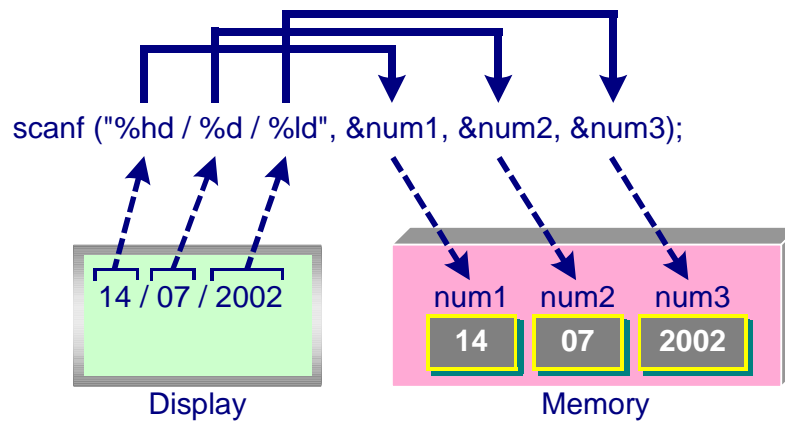 scanf ("%hd / %d / %ld", &num1, &num2, &num3);
14 / 07 / 2002
num1 num2 num3
14 07 2002
Display Memory